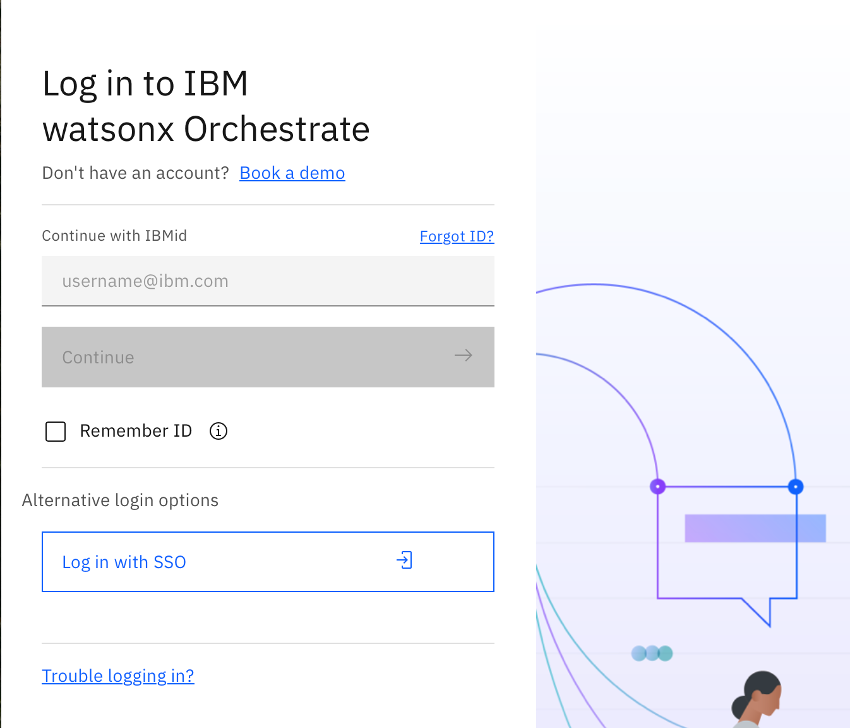 Log in to IBM
watsonx Orchestrate
Don't have an account? Book a demo
Continue with IBMid Forgot ID?
username@ibm.com
Continue
Remember ID
Alternative login options
Log in with SSO
Trouble logging in?